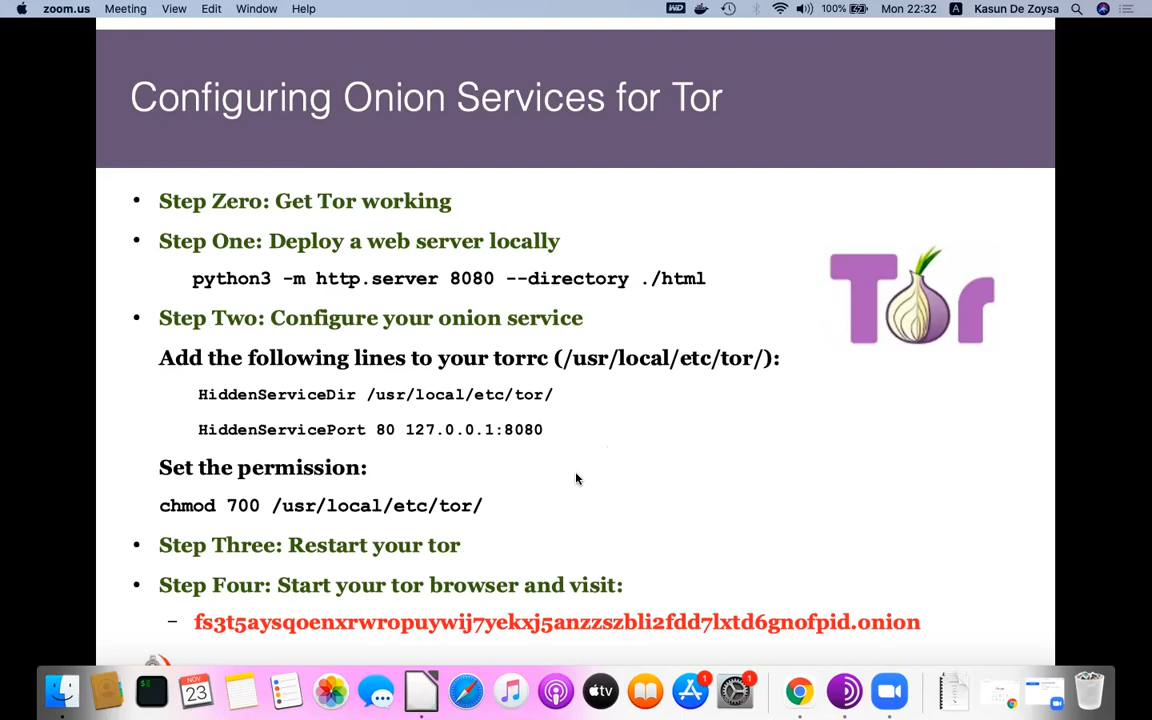 zoom.us Meeting View Edit Window Help 100% Mon 22:32 A Kasun De Zoysa
Configuring Onion Services for Tor
• Step Zero: Get Tor working
• Step One: Deploy a web server locally
python3 -m http.server 8080 --directory ./html
Tor
• Step Two: Configure your onion service
Add the following lines to your torrc (/usr/local/etc/tor/):
HiddenServiceDir /usr/local/etc/tor/
HiddenServicePort 80 127.0.0.1:8080
Set the permission:
chmod 700 /usr/local/etc/tor/
• Step Three: Restart your tor
• Step Four: Start your tor browser and visit:
– fs3t5aysqoenxrwropuywij7yekxj5anzzszbli2fdd7lxtd6gnofpid.onion
NOV
23
tv
1
1